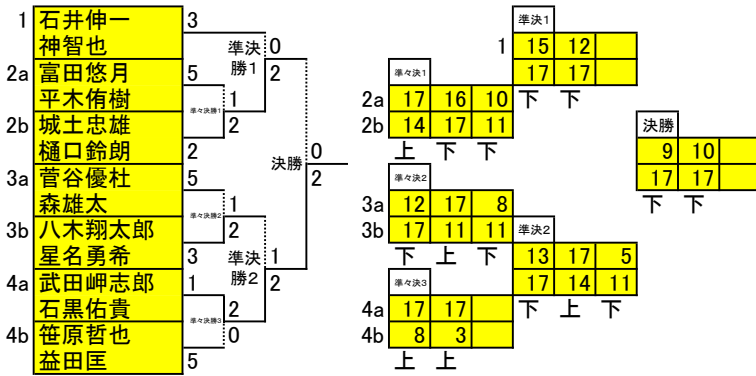 1 石井伸一 3
神智也
2a 富田悠月 5
平木侑樹
2b 城土忠雄
樋口鈴朗 2
3a 菅谷優杜 5
森雄太
3b 八木翔太郎
星名勇希 3
4a 武田岬志郎 1
石黒佑貴
4b 笹原哲也
益田匡 5
準決勝1
0
2
準々決勝1
1
2
決勝
0
2
準々決勝2
1
2
準決勝2
1
2
準々決勝3
2
0
準決1
1 15 12
17 17
下 下
準々決1
2a 17 16 10
2b 14 17 11
上 下 下
決勝
9 10
17 17
下 下
準々決2
3a 12 17 8
3b 17 11 11
下 上 下
準決2
13 17 5
17 14 11
下 上 下
準々決3
4a 17 17
4b 8 3
上 上